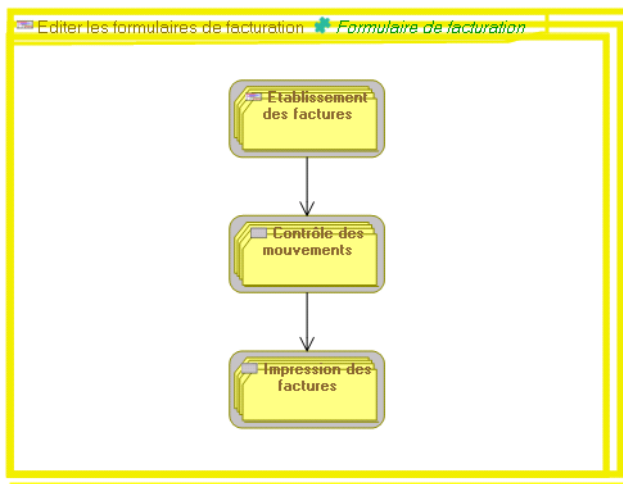 Editer les formulaires de facturation Formulaire de facturation
Etablissement
des factures
Contrôle des
mouvements
Impression des
factures